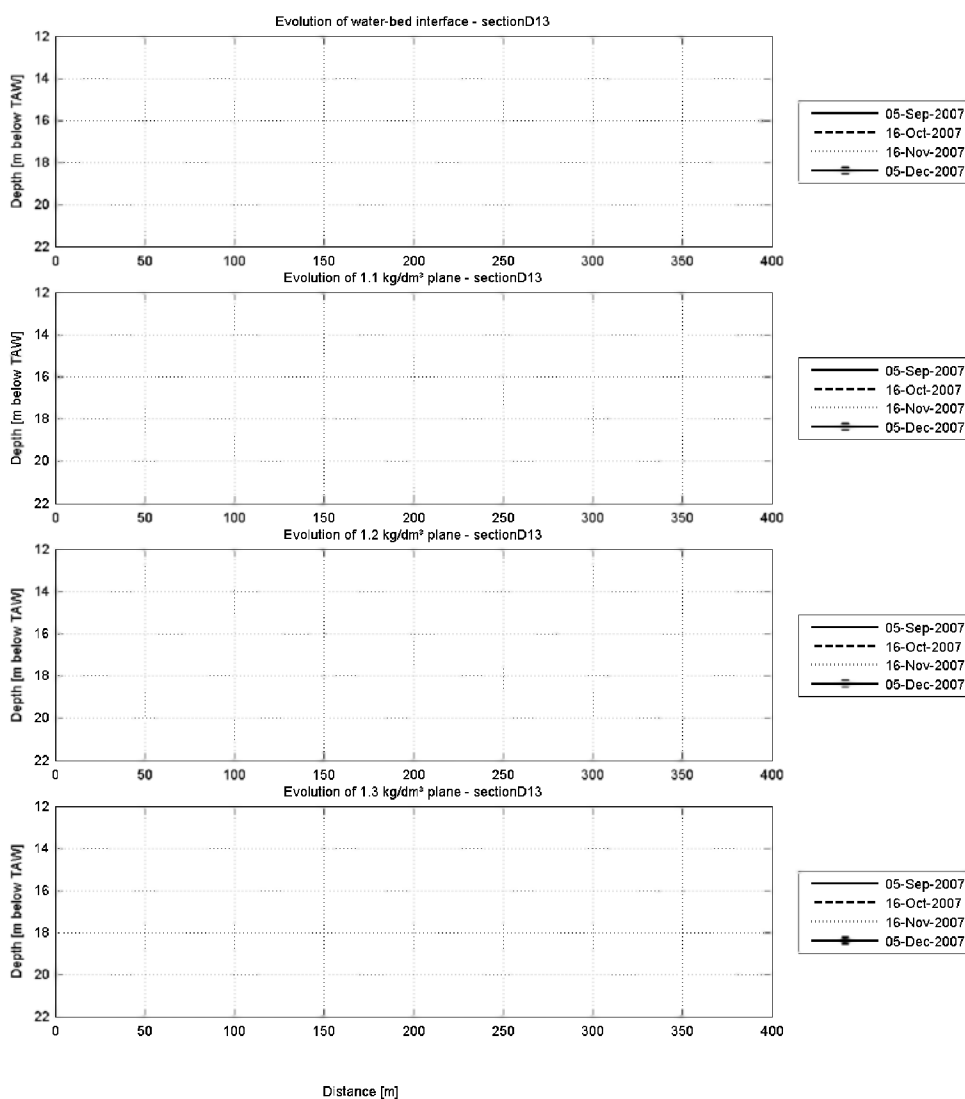 Evolution of water-bed interface - sectionD13
12
14
16
18
20
22
Depth [m below TAW]
0 50 100 150 200 250 300 350 400
05-Sep-2007
16-Oct-2007
16-Nov-2007
05-Dec-2007
Evolution of 1.1 kg/dm³ plane - sectionD13
12
14
16
18
20
22
Depth [m below TAW]
0 50 100 150 200 250 300 350 400
05-Sep-2007
16-Oct-2007
16-Nov-2007
05-Dec-2007
Evolution of 1.2 kg/dm³ plane - sectionD13
12
14
16
18
20
22
Depth [m below TAW]
0 50 100 150 200 250 300 350 400
05-Sep-2007
16-Oct-2007
16-Nov-2007
05-Dec-2007
Evolution of 1.3 kg/dm³ plane - sectionD13
12
14
16
18
20
22
Depth [m below TAW]
0 50 100 150 200 250 300 350 400
05-Sep-2007
16-Oct-2007
16-Nov-2007
05-Dec-2007
Distance [m]